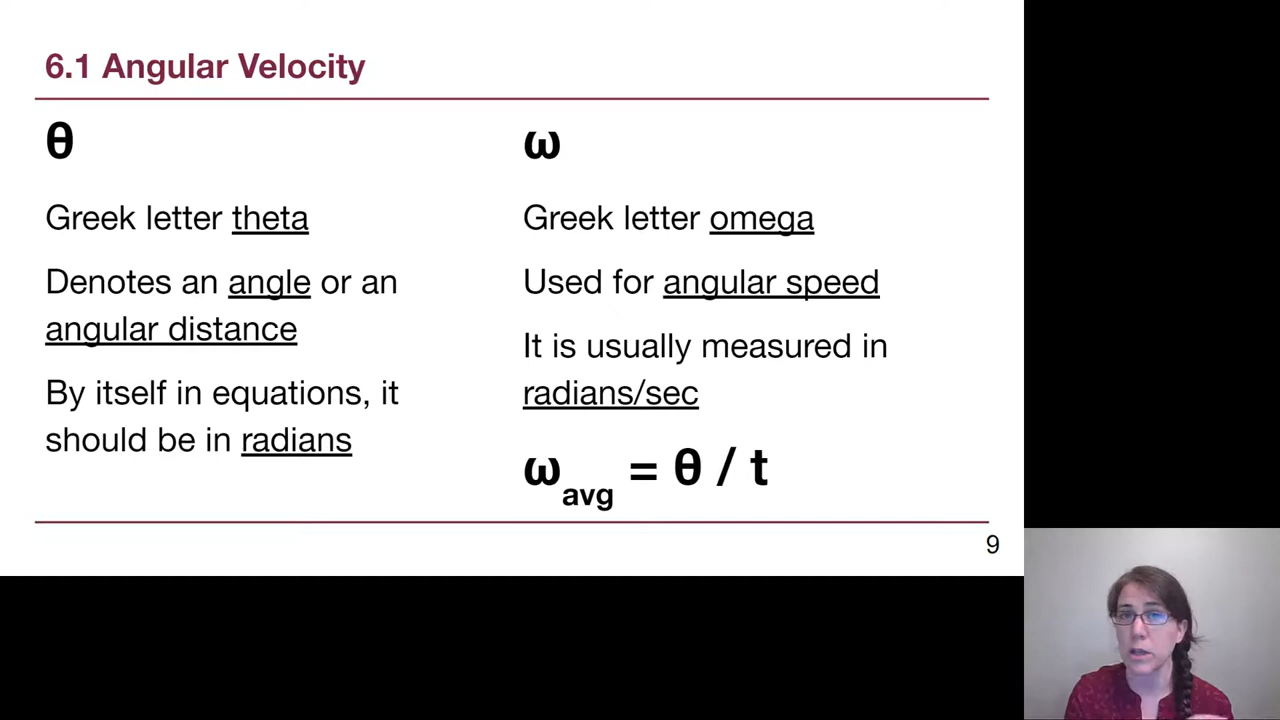 6.1 Angular Velocity
θ
Greek letter theta
Denotes an angle or an
angular distance
By itself in equations, it
should be in radians
ω
Greek letter omega
Used for angular speed
It is usually measured in
radians/sec
ωavg = θ / t
9